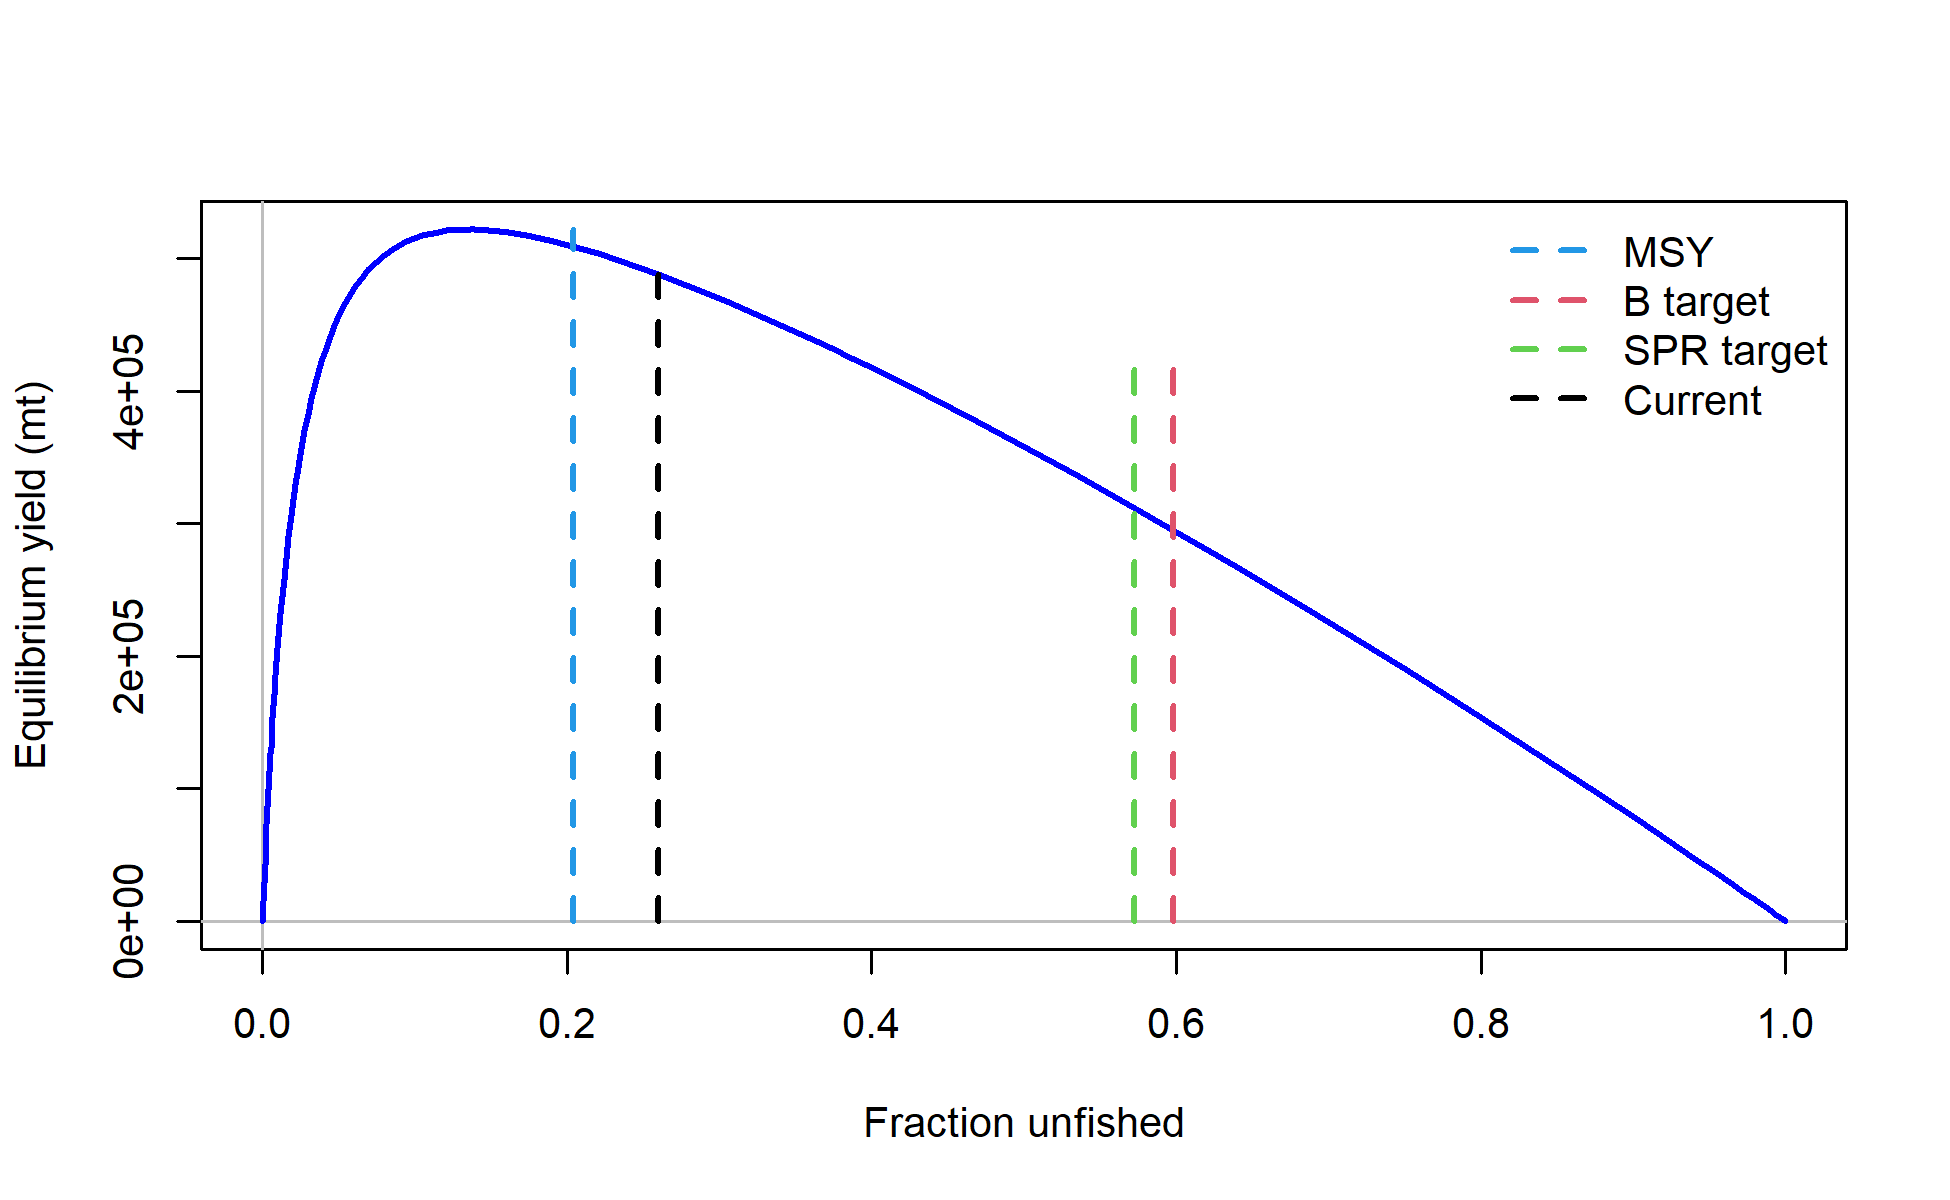 MSY
B target
SPR target
Current
Equilibrium yield (mt)
4e+05
2e+05
0e+00
0.0 0.2 0.4 0.6 0.8 1.0
Fraction unfished